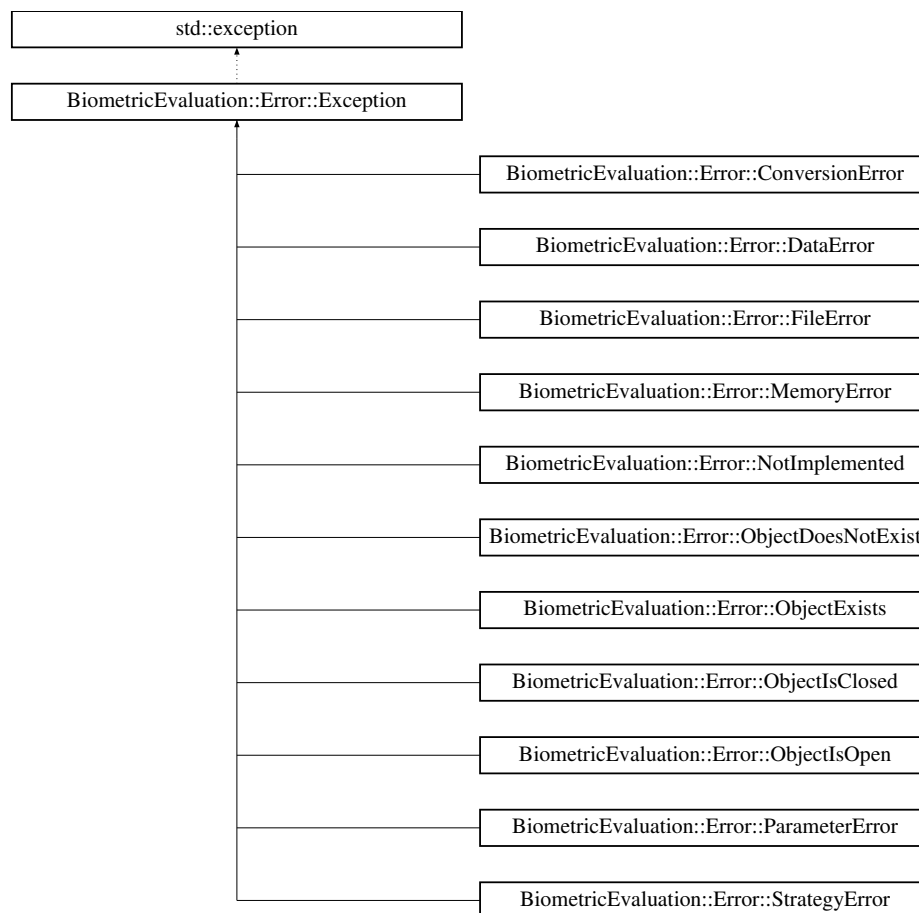 std::exception
BiometricEvaluation::Error::Exception
BiometricEvaluation::Error::ConversionError
BiometricEvaluation::Error::DataError
BiometricEvaluation::Error::FileError
BiometricEvaluation::Error::MemoryError
BiometricEvaluation::Error::NotImplemented
BiometricEvaluation::Error::ObjectDoesNotExist
BiometricEvaluation::Error::ObjectExists
BiometricEvaluation::Error::ObjectIsClosed
BiometricEvaluation::Error::ObjectIsOpen
BiometricEvaluation::Error::ParameterError
BiometricEvaluation::Error::StrategyError